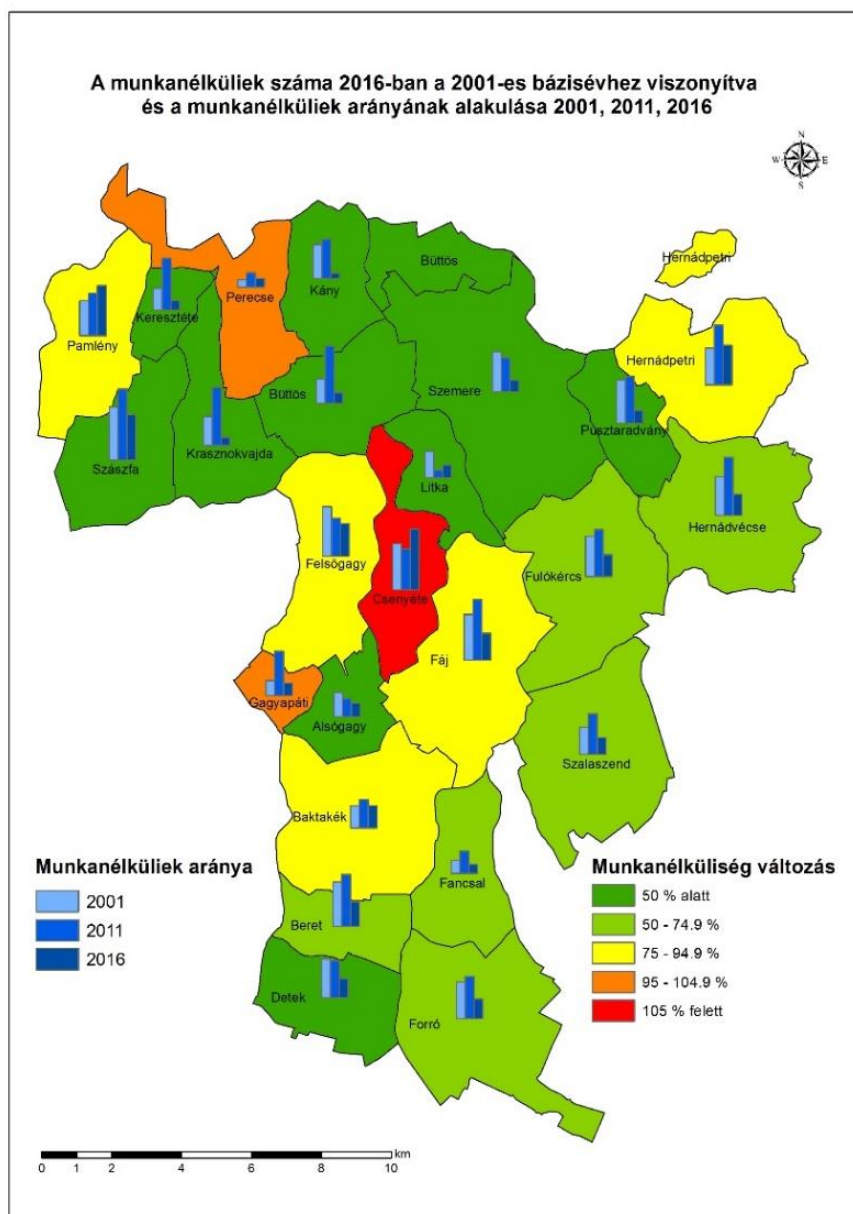 A munkanélküliek száma 2016-ban a 2001-es bázisévhez viszonyítva
és a munkanélküliek arányának alakulása 2001, 2011, 2016
N
W
E
S
Hernádpetri
Büttös
Kány
Perecse
Keresztéte
Pamlény
Hernádpetri
Büttös
Szemere
Pusztaradvány
Krasznokvajda
Szászfa
Litka
Hernádvécse
Felsőgagy
Fulókércs
Csenyéte
Fáj
Gagyapáti
Alsógagy
Szalaszend
Baktakék
Fancsal
Beret
Detek
Forró
Munkanélküliek aránya
2001
2011
2016
Munkanélküliség változás
50 % alatt
50 - 74.9 %
75 - 94.9 %
95 - 104.9 %
105 % felett
km
0 1 2 4 6 8 10